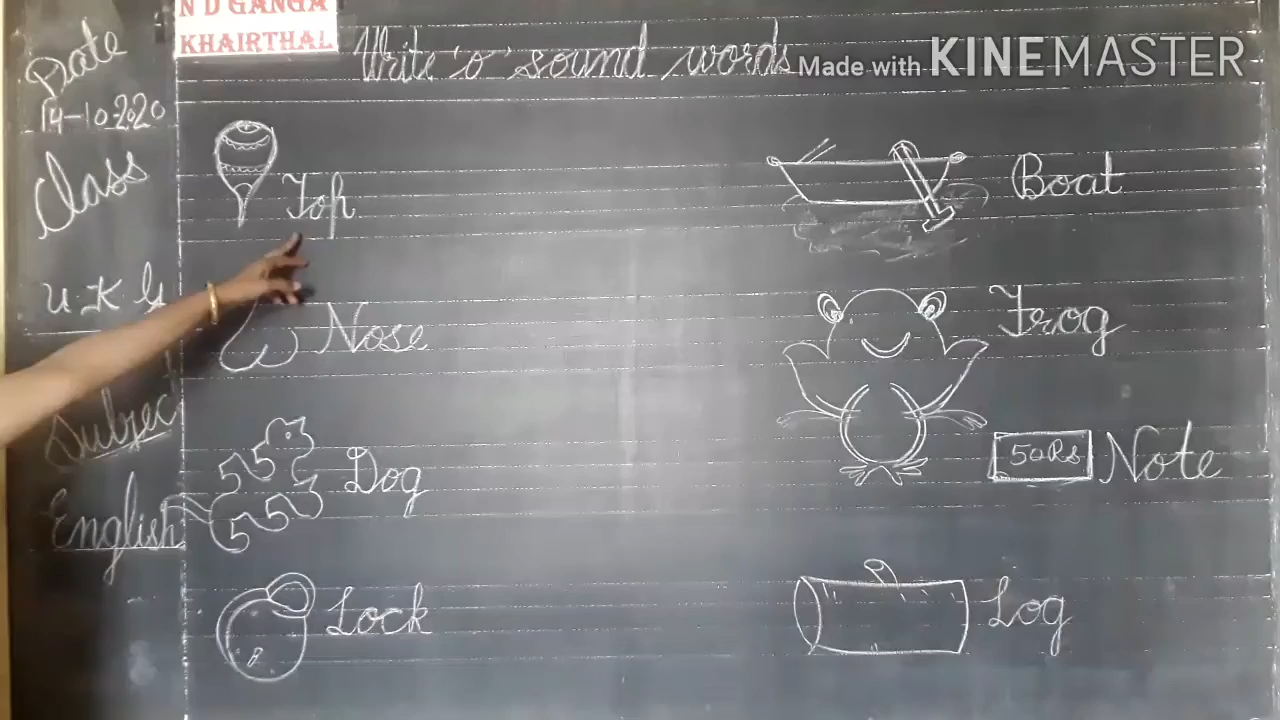 N D GANGA
KHAIRTHAL
Write 'o' sound words
Made with KINEMASTER
Date
14-10-2020
Class
U.K G
Subject
English
Top
Nose
Dog
Lock
Boat
Frog
50Rs Note
Log